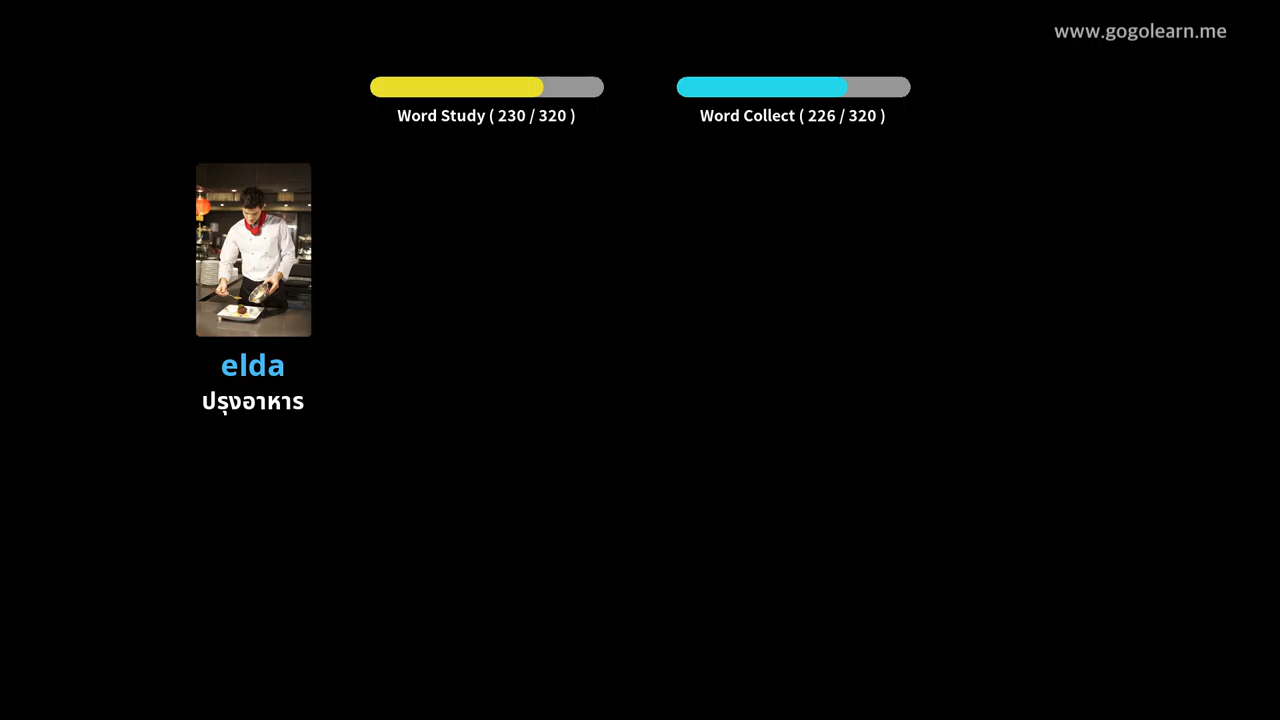 www.gogolearn.me
Word Study ( 230 / 320 )
Word Collect ( 226 / 320 )
elda
ปรุงอาหาร